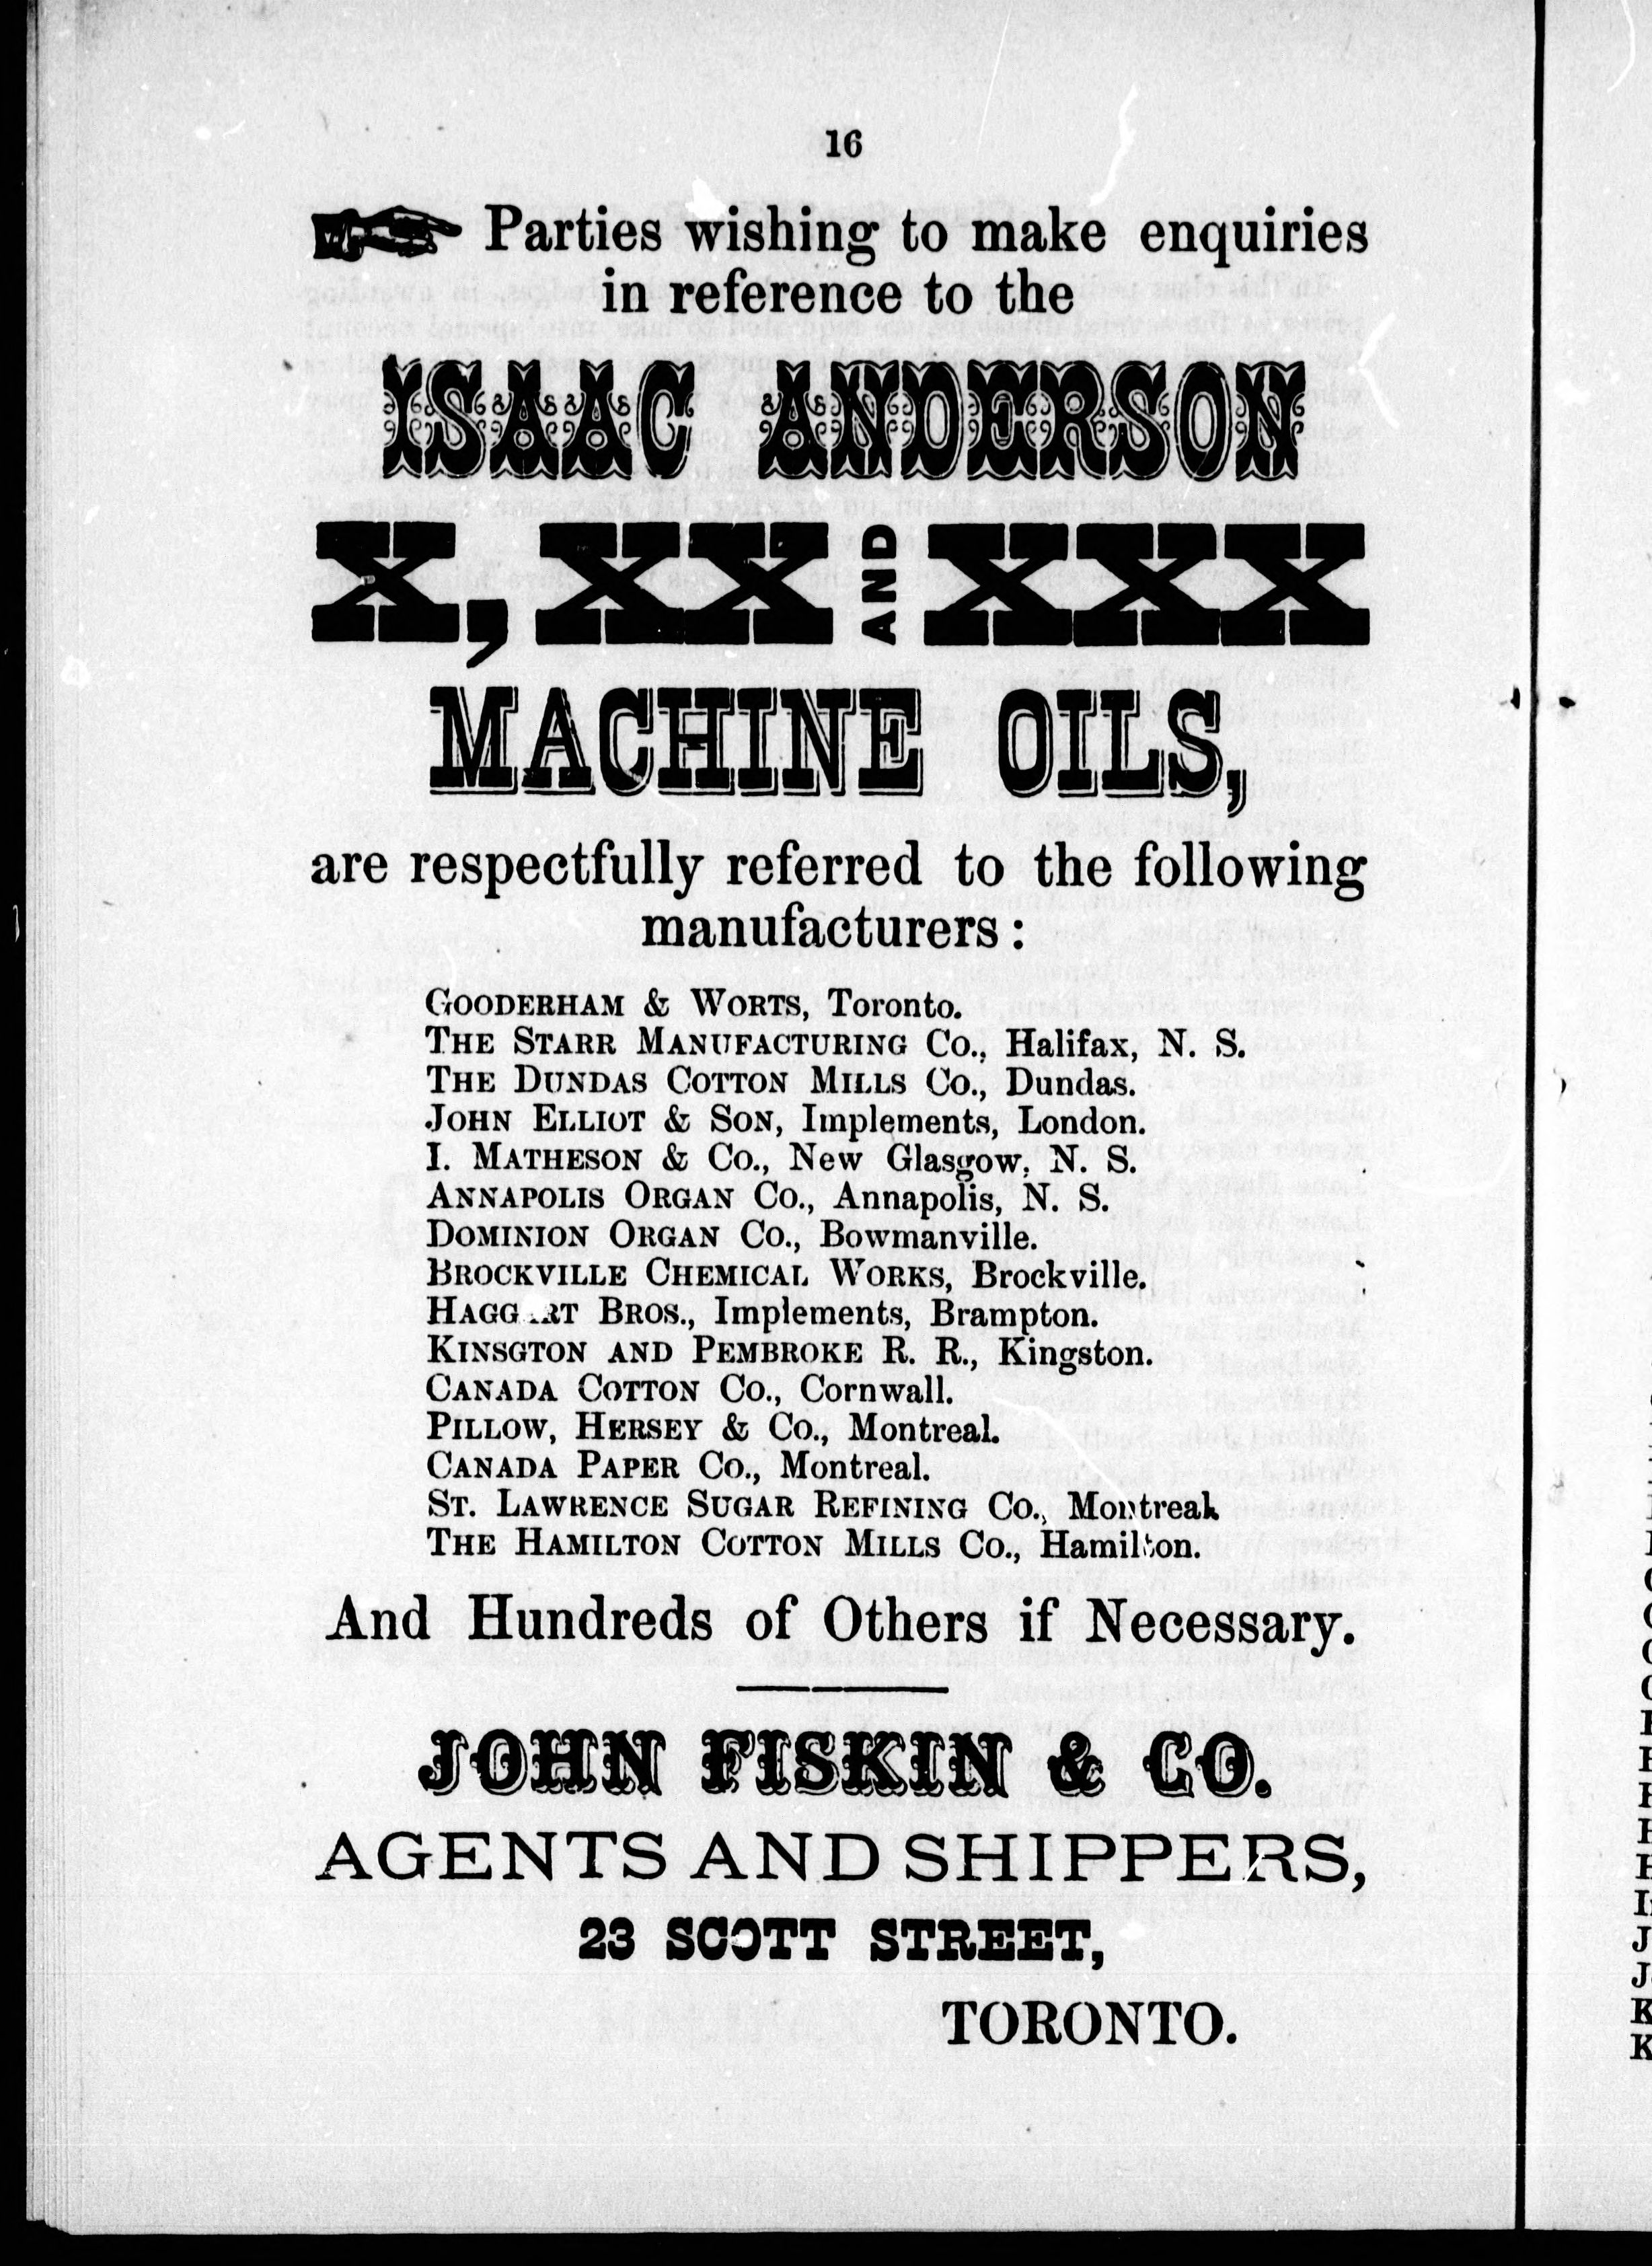 16
Parties wishing to make enquiries
in reference to the
ISAAC ANDERSON
X, XX AND XXX
MACHINE OILS,
are respectfully referred to the following
manufacturers:
GOODERHAM & WORTS, Toronto.
THE STARR MANUFACTURING CO., Halifax, N. S.
THE DUNDAS COTTON MILLS CO., Dundas.
JOHN ELLIOT & SON, Implements, London.
I. MATHESON & CO., New Glasgow, N. S.
ANNAPOLIS ORGAN CO., Annapolis, N. S.
DOMINION ORGAN CO., Bowmanville.
BROCKVILLE CHEMICAL WORKS, Brockville.
HAGGART BROS., Implements, Brampton.
KINSGTON AND PEMBROKE R. R., Kingston.
CANADA COTTON CO., Cornwall.
PILLOW, HERSEY & CO., Montreal.
CANADA PAPER CO., Montreal.
ST. LAWRENCE SUGAR REFINING CO., Montreal.
THE HAMILTON COTTON MILLS CO., Hamilton.
And Hundreds of Others if Necessary.
JOHN FISKIN & CO.
AGENTS AND SHIPPERS,
23 SCOTT STREET,
TORONTO.